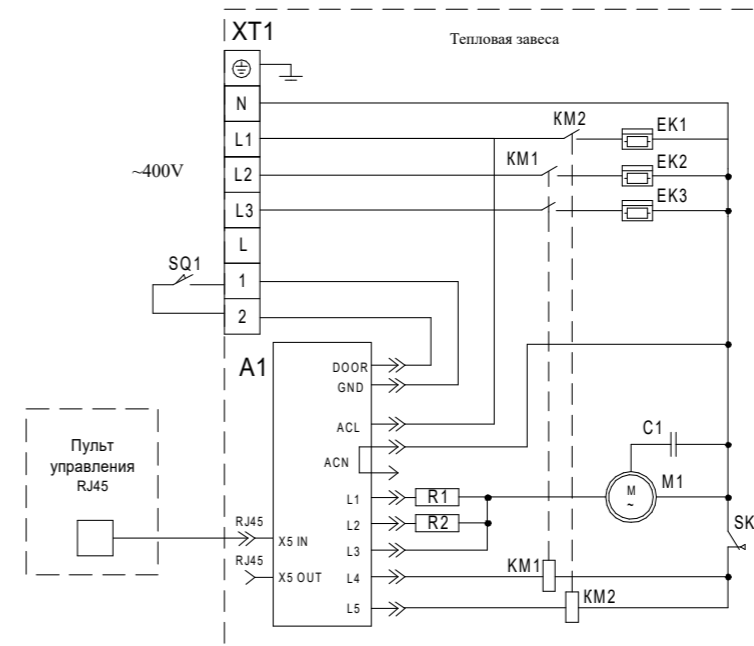 XT1
Тепловая завеса
N
KM2
EK1
L1
KM1
EK2
~400V
L2
EK3
L3
L
SQ1
1
2
A1
DOOR
GND
ACL
C1
Пульт
управления
RJ45
ACN
M
~
M1
L1
R1
RJ45
L2
R2
SK
X5 IN
L3
RJ45
KM1
X5 OUT
L4
KM2
L5